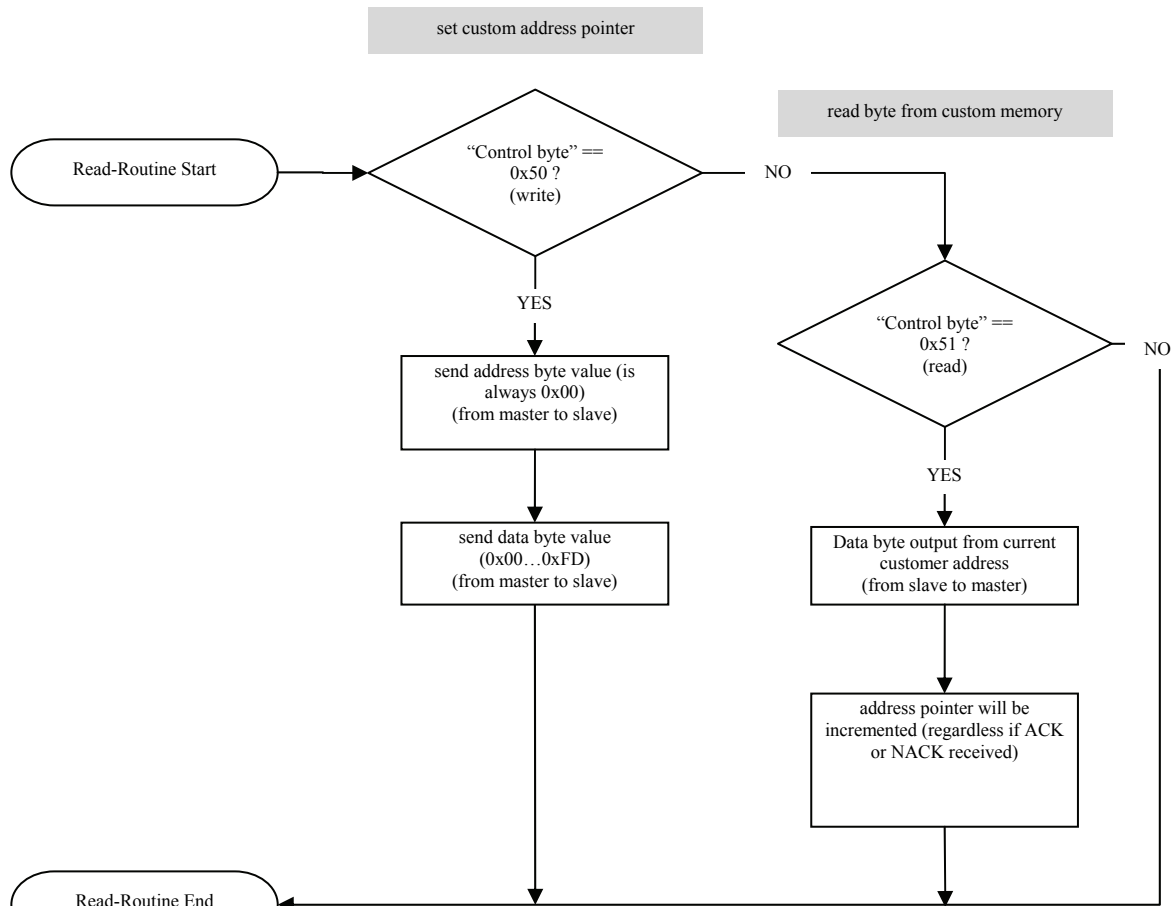 set custom address pointer
read byte from custom memory
Read-Routine Start
“Control byte” ==
0x50 ?
(write)
NO
YES
“Control byte” ==
0x51 ?
(read)
NO
send address byte value (is
always 0x00)
(from master to slave)
YES
send data byte value
(0x00…0xFD)
(from master to slave)
Data byte output from current
customer address
(from slave to master)
address pointer will be
incremented (regardless if ACK
or NACK received)
Read-Routine End